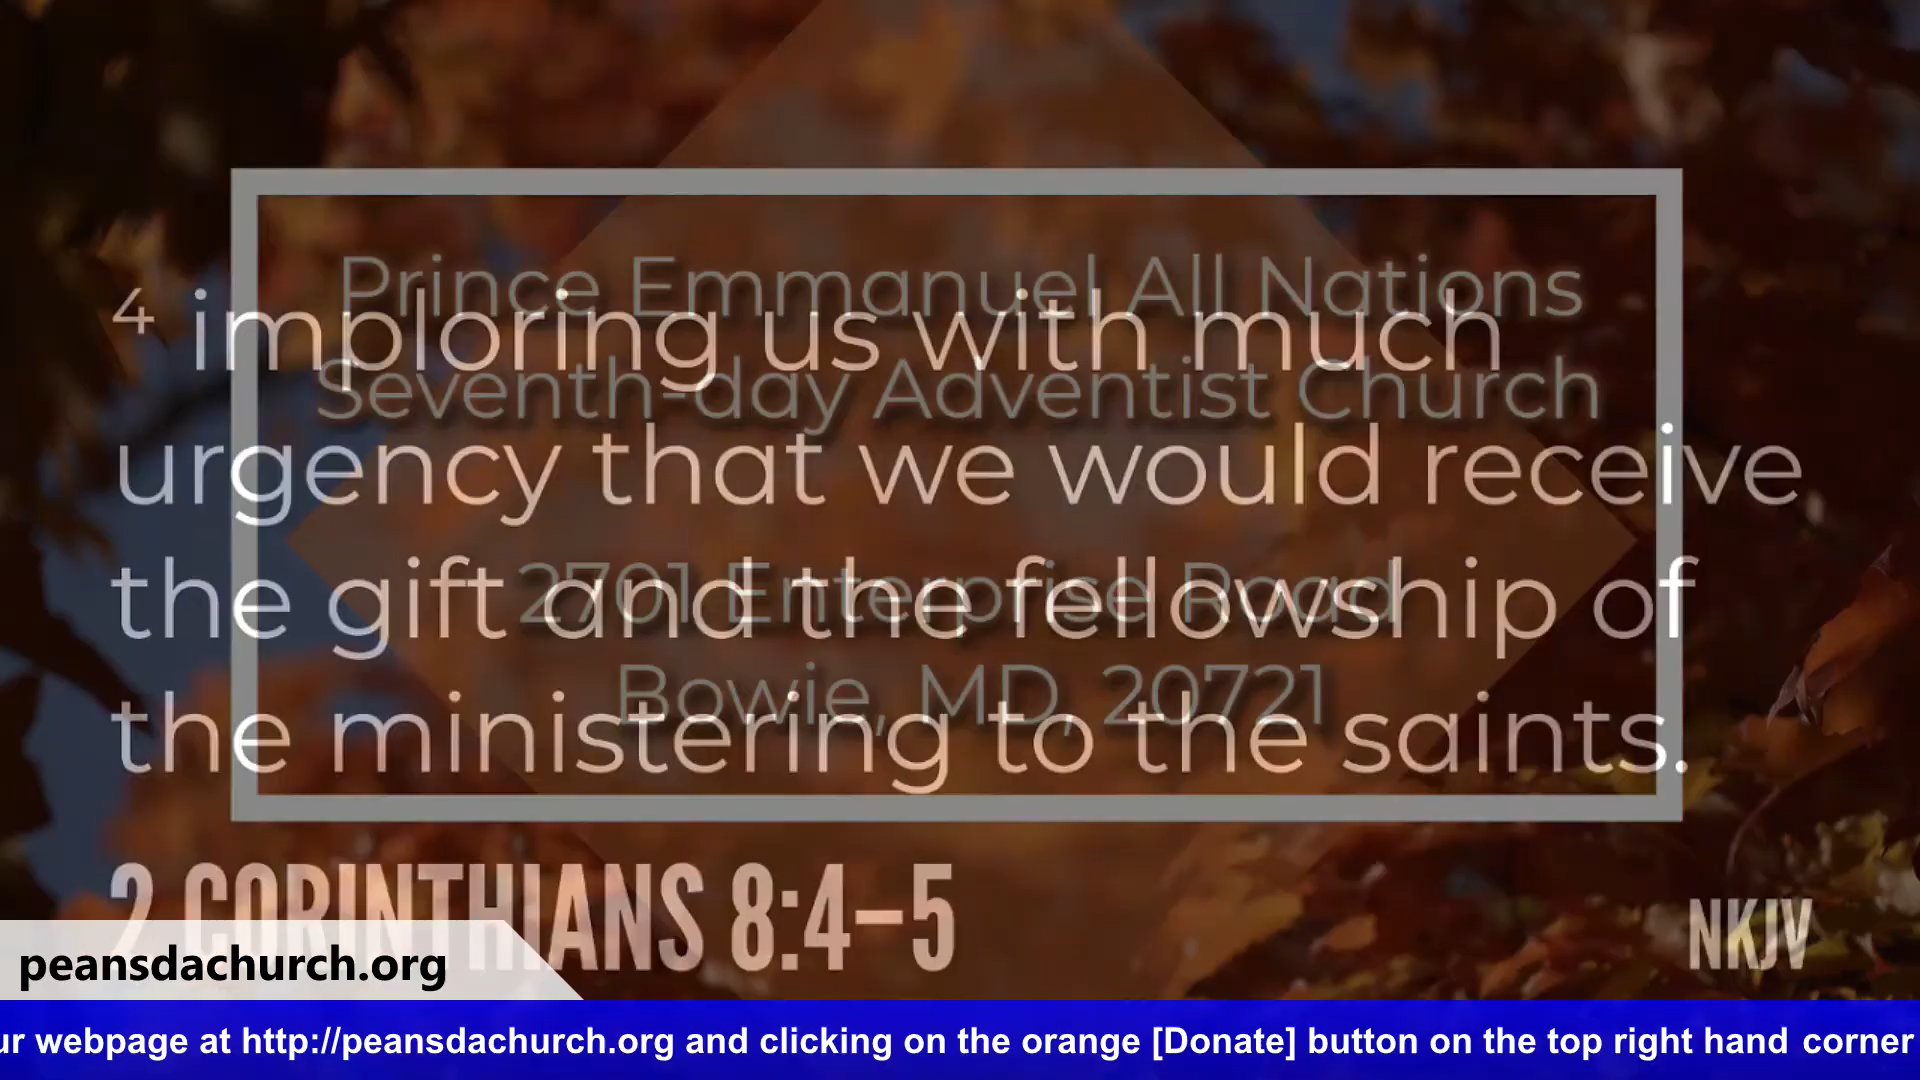 Prince Emmanuel All Nations
Seventh-day Adventist Church
2701 Enterprise Road
Bowie, MD, 20721
4 imploring us with much
urgency that we would receive
the gift and the fellowship of
the ministering to the saints.
2 CORINTHIANS 8:4–5
NKJV
peansdachurch.org
webpage at http://peansdachurch.org and clicking on the orange [Donate] button on the top right hand corner